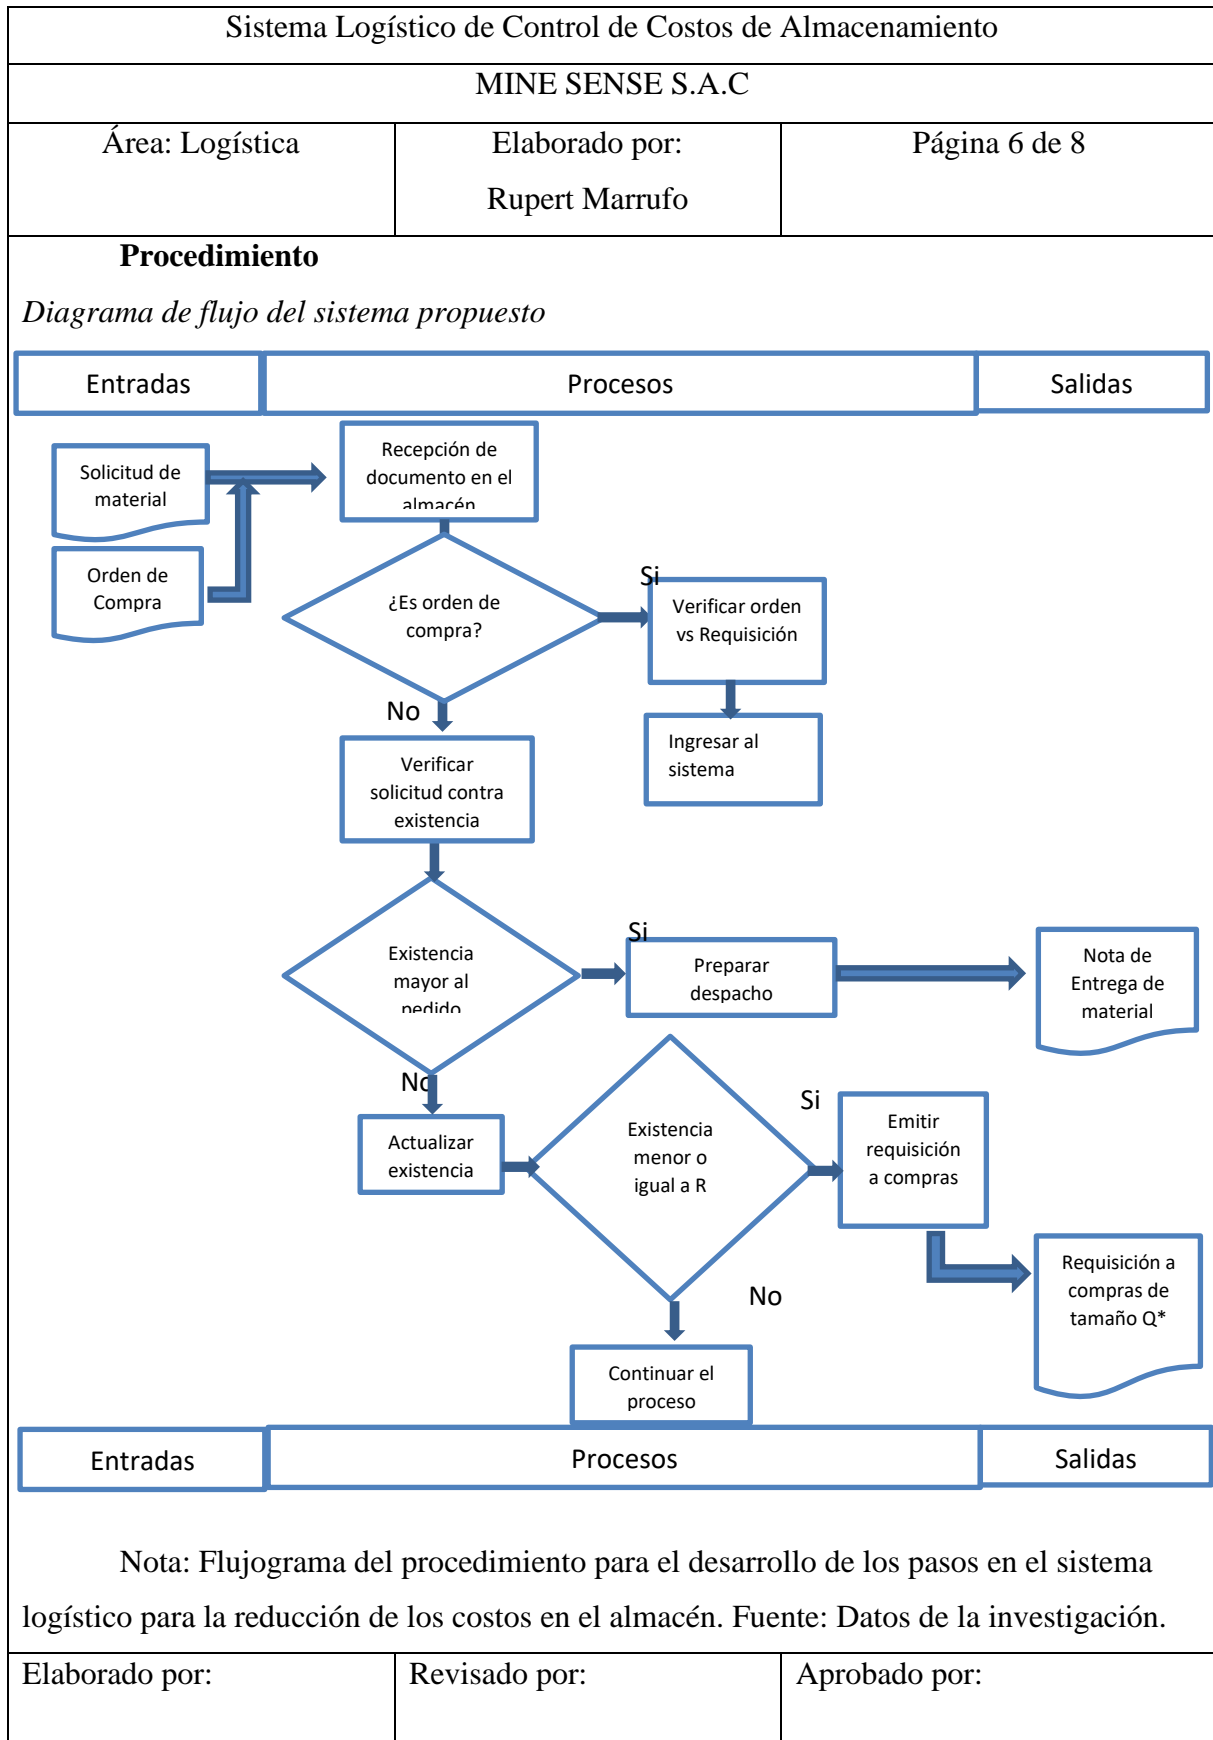 Sistema Logístico de Control de Costos de Almacenamiento
MINE SENSE S.A.C
Área: Logística
Elaborado por:
Rupert Marrufo
Página 6 de 8
Procedimiento
Diagrama de flujo del sistema propuesto
Entradas
Procesos
Salidas
Solicitud de
material
Recepción de
documento en el
almacén
Orden de
Compra
¿Es orden de
compra?
Si
Verificar orden
vs Requisición
Ingresar al
sistema
No
Verificar
solicitud contra
existencia
Existencia
mayor al
pedido
Si
Preparar
despacho
Nota de
Entrega de
material
No
Actualizar
existencia
Existencia
menor o
igual a R
Si
Emitir
requisición
a compras
Requisición a
compras de
tamaño Q*
No
Continuar el
proceso
Entradas
Procesos
Salidas
Nota: Flujograma del procedimiento para el desarrollo de los pasos en el sistema
logístico para la reducción de los costos en el almacén. Fuente: Datos de la investigación.
Elaborado por:
Revisado por:
Aprobado por: